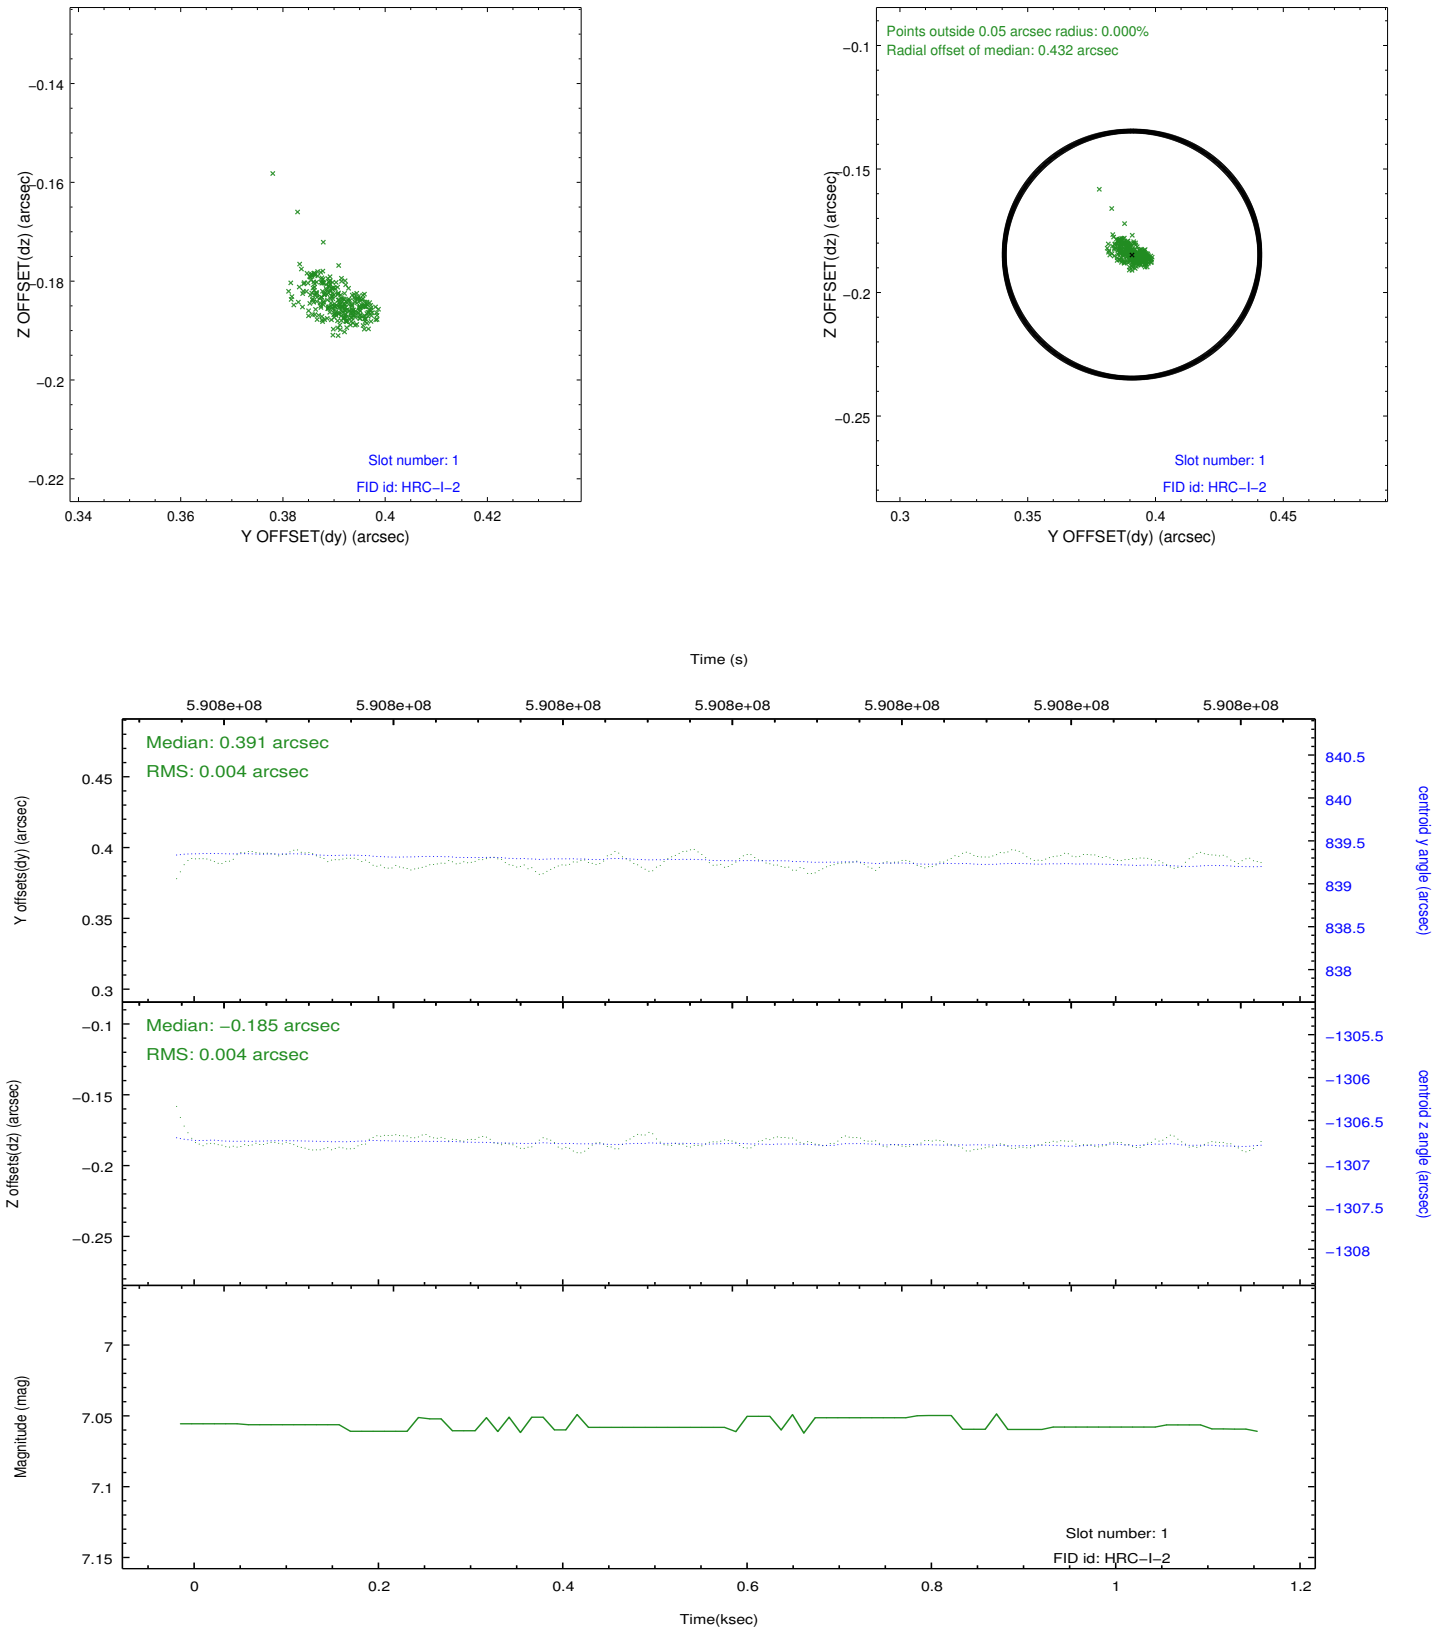 −0.14
−0.16
−0.18
−0.2
−0.22
Z OFFSET(dz) (arcsec)
Slot number: 1
FID id: HRC−I−2
0.34 0.36 0.38 0.4 0.42
Y OFFSET(dy) (arcsec)
Points outside 0.05 arcsec radius: 0.000%
Radial offset of median: 0.432 arcsec
−0.1
−0.15
−0.2
−0.25
Z OFFSET(dz) (arcsec)
Slot number: 1
FID id: HRC−I−2
0.3 0.35 0.4 0.45
Y OFFSET(dy) (arcsec)
Time (s)
5.908e+08 5.908e+08 5.908e+08 5.908e+08 5.908e+08 5.908e+08 5.908e+08
Median: 0.391 arcsec
RMS: 0.004 arcsec
0.45
0.4
0.35
0.3
Y offsets(dy) (arcsec)
840.5
840
839.5
839
838.5
838
centroid y angle (arcsec)
Median: −0.185 arcsec
RMS: 0.004 arcsec
−0.1
−0.15
−0.2
−0.25
Z offsets(dz) (arcsec)
−1305.5
−1306
−1306.5
−1307
−1307.5
−1308
centroid z angle (arcsec)
7
7.05
7.1
7.15
Magnitude (mag)
Slot number: 1
FID id: HRC−I−2
0 0.2 0.4 0.6 0.8 1 1.2
Time(ksec)